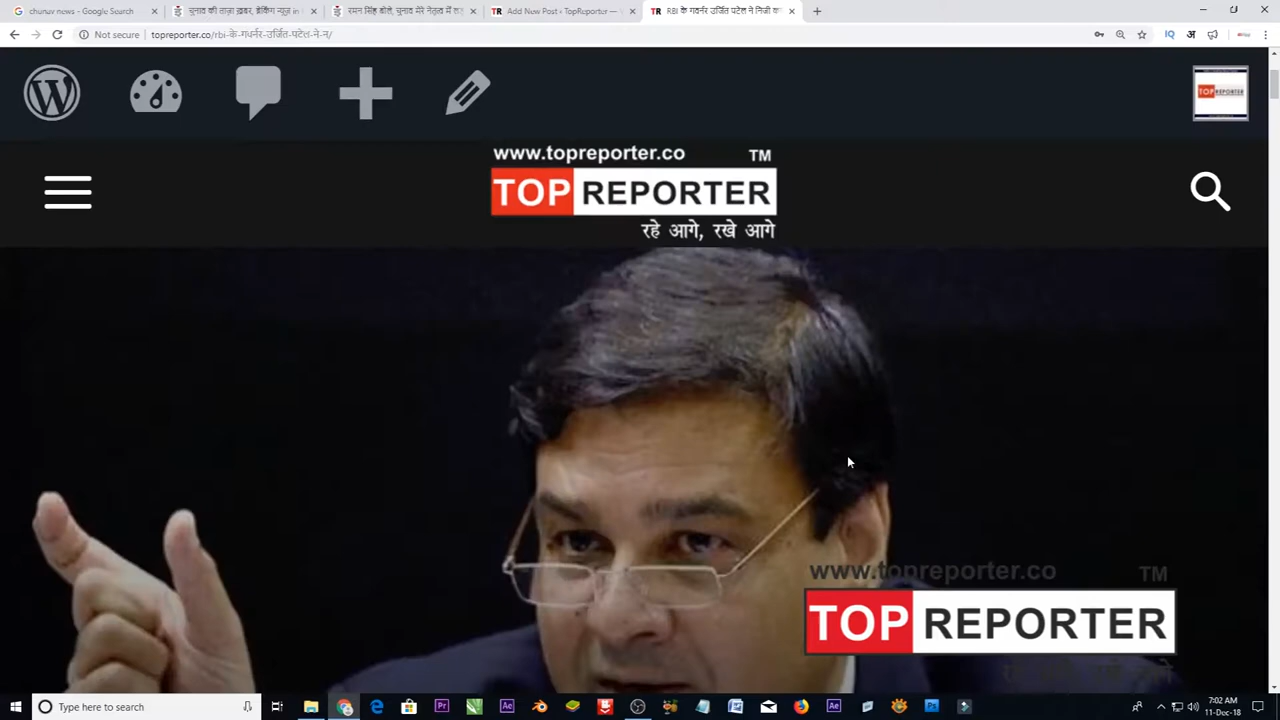 chunav news - Google Search
चुनाव की ताज़ा ख़बर, ब्रेकिंग न्यूज़ in
रमन सिंह बोले, चुनाव मेरे नेतृत्व में
Add New Post ‹ TopReporter —
RBI के गवर्नर उर्जित पटेल ने निजी
Not secure
topreporter.co/rbi-के-गवर्नर-उर्जित-पटेल-ने-न/
TOP REPORTER
www.topreporter.co TM
TOP REPORTER
रहे आगे, रखे आगे
www.topreporter.co TM
TOP REPORTER
Type here to search
7:02 AM
11-Dec-18